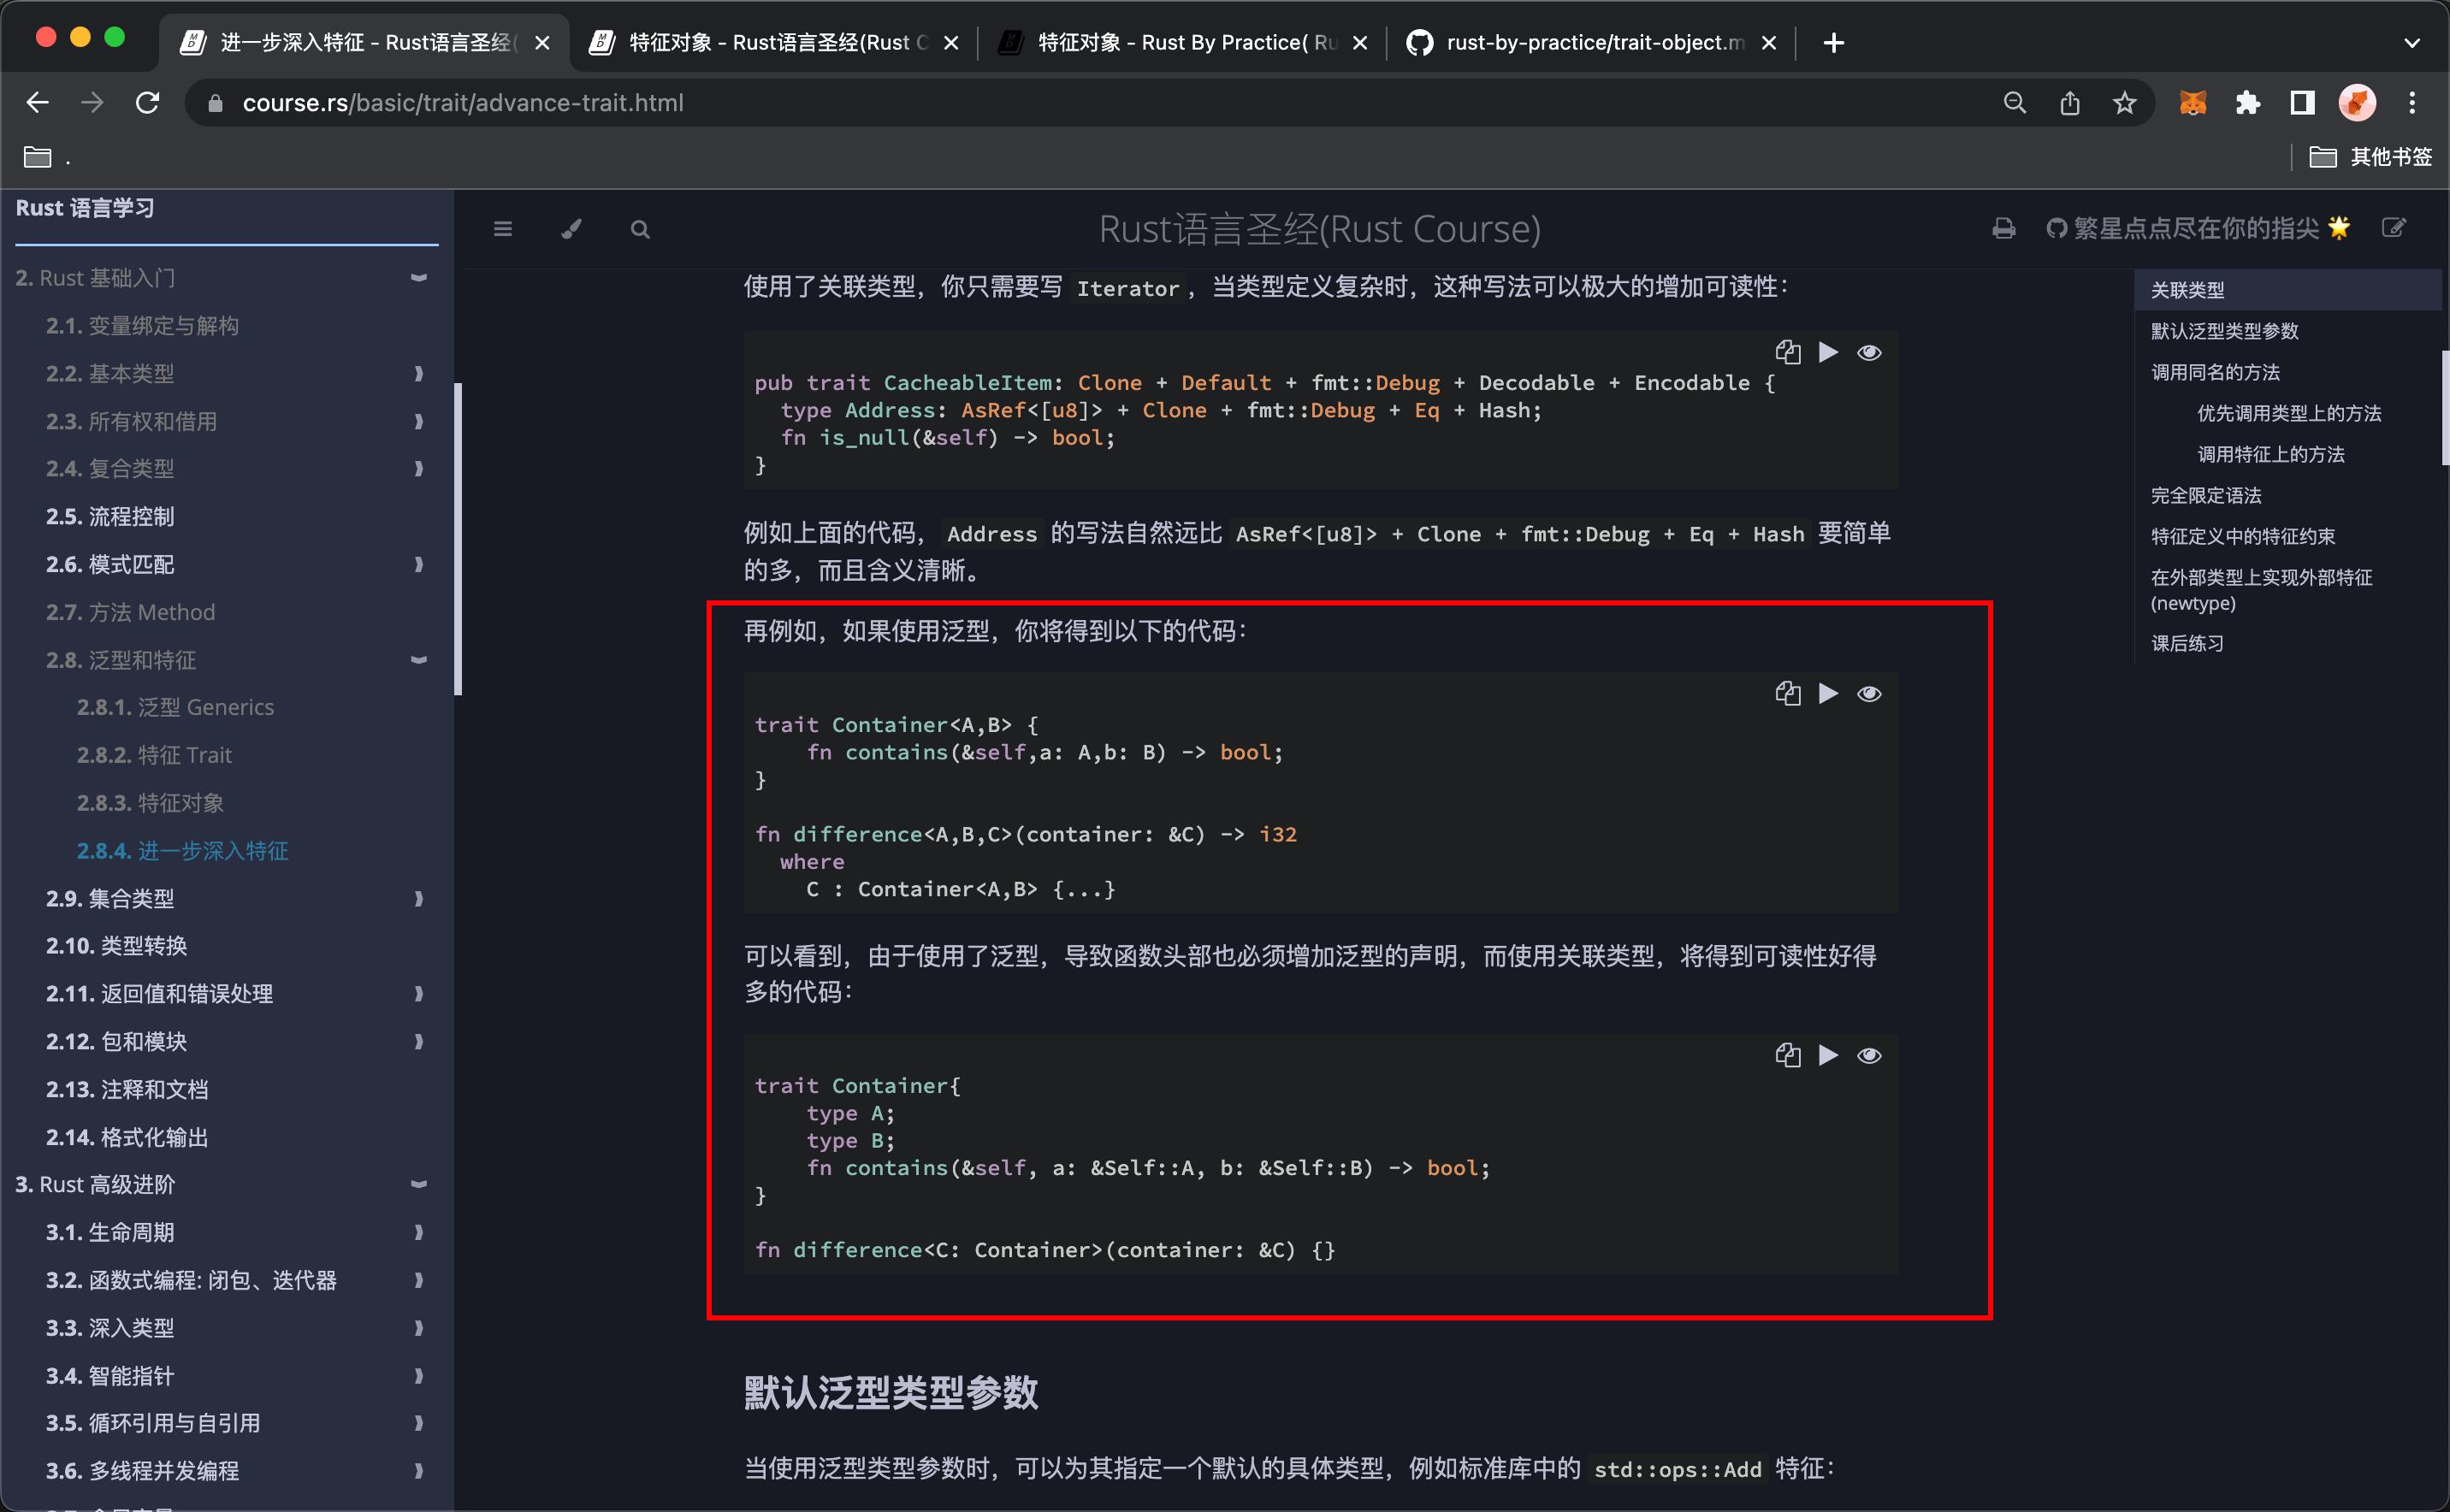 进一步深入特征 - Rust语言圣经(
特征对象 - Rust语言圣经(Rust C
特征对象 - Rust By Practice( Ru
rust-by-practice/trait-object.m
course.rs/basic/trait/advance-trait.html
.
其他书签
Rust 语言学习
2. Rust 基础入门
2.1. 变量绑定与解构
2.2. 基本类型
2.3. 所有权和借用
2.4. 复合类型
2.5. 流程控制
2.6. 模式匹配
2.7. 方法 Method
2.8. 泛型和特征
2.8.1. 泛型 Generics
2.8.2. 特征 Trait
2.8.3. 特征对象
2.8.4. 进一步深入特征
2.9. 集合类型
2.10. 类型转换
2.11. 返回值和错误处理
2.12. 包和模块
2.13. 注释和文档
2.14. 格式化输出
3. Rust 高级进阶
3.1. 生命周期
3.2. 函数式编程: 闭包、迭代器
3.3. 深入类型
3.4. 智能指针
3.5. 循环引用与自引用
3.6. 多线程并发编程
Rust语言圣经(Rust Course)
繁星点点尽在你的指尖 🌟
使用了关联类型，你只需要写 Iterator ，当类型定义复杂时，这种写法可以极大的增加可读性：
pub trait CacheableItem: Clone + Default + fmt::Debug + Decodable + Encodable {
  type Address: AsRef<[u8]> + Clone + fmt::Debug + Eq + Hash;
  fn is_null(&self) -> bool;
}
例如上面的代码， Address 的写法自然远比 AsRef<[u8]> + Clone + fmt::Debug + Eq + Hash 要简单
的多，而且含义清晰。
再例如，如果使用泛型，你将得到以下的代码：
trait Container<A,B> {
    fn contains(&self,a: A,b: B) -> bool;
}
fn difference<A,B,C>(container: &C) -> i32
  where
    C : Container<A,B> {...}
可以看到，由于使用了泛型，导致函数头部也必须增加泛型的声明，而使用关联类型，将得到可读性好得
多的代码：
trait Container{
    type A;
    type B;
    fn contains(&self, a: &Self::A, b: &Self::B) -> bool;
}
fn difference<C: Container>(container: &C) {}
默认泛型类型参数
当使用泛型类型参数时，可以为其指定一个默认的具体类型，例如标准库中的 std::ops::Add 特征：
关联类型
默认泛型类型参数
调用同名的方法
优先调用类型上的方法
调用特征上的方法
完全限定语法
特征定义中的特征约束
在外部类型上实现外部特征
(newtype)
课后练习